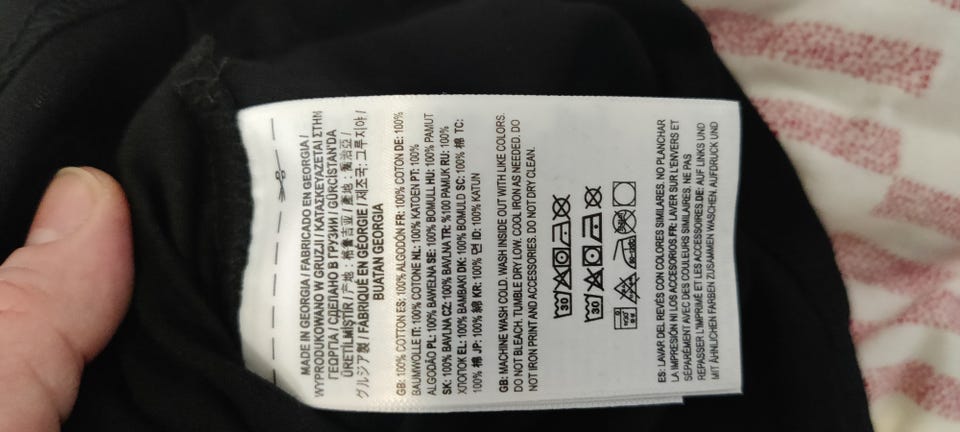 MADE IN GEORGIA / FABRICADO EN GEORGIA /
WYPRODUKOWANO W GRUZJI / ΚΑΤΑΣΚΕΥΑΖΕΤΑΙ ΣΤΗΝ
ΓΕΩΡΓΙΑ / СДЕЛАНО В ГРУЗИИ / GÜRCİSTAN'DA
ÜRETİLMİŞTİR / 产地: 格鲁吉亚 / 產地:
グルジア製 / FABRIQUÉ EN GÉORGIE / 제조국: 그루지야 /
BUATAN GEORGIA
GB: 100% COTTON ES: 100% ALGODÓN FR: 100% COTON DE: 100%
BAUMWOLLE IT: 100% COTONE NL: 100% KATOEN PT: 100%
ALGODÃO PL: 100% BAWEŁNA SE: 100% BOMULL HU: 100% PAMUT
SK: 100% BAVLNA CZ: 100% BAVLNA TR: %100 PAMUK RU: 100%
ХЛОПОК EL: 100% ΒΑΜΒΑΚΙ DK: 100% BOMULD SC: 100% 棉 TC:
100% 棉 JP: 100% 綿 KR: 100% 면 ID: 100% KATUN
GB: MACHINE WASH COLD. WASH INSIDE OUT WITH LIKE COLORS.
DO NOT BLEACH. TUMBLE DRY LOW. COOL IRON AS NEEDED. DO
NOT IRON PRINT AND ACCESSORIES. DO NOT DRY CLEAN.
30
30
ES: LAVAR DEL REVÉS CON COLORES SIMILARES. NO PLANCHAR
LA IMPRESIÓN NI LOS ACCESORIOS.FR: LAVER SUR L'ENVERS ET
SÉPARÉMENT AVEC DES COULEURS SIMILAIRES. NE PAS
REPASSER L'IMPRIMÉ ET LES ACCESSOIRES.DE: AUF LINKS UND
MIT ÄHNLICHEN FARBEN ZUSAMMEN WASCHEN. AUFDRUCK UND